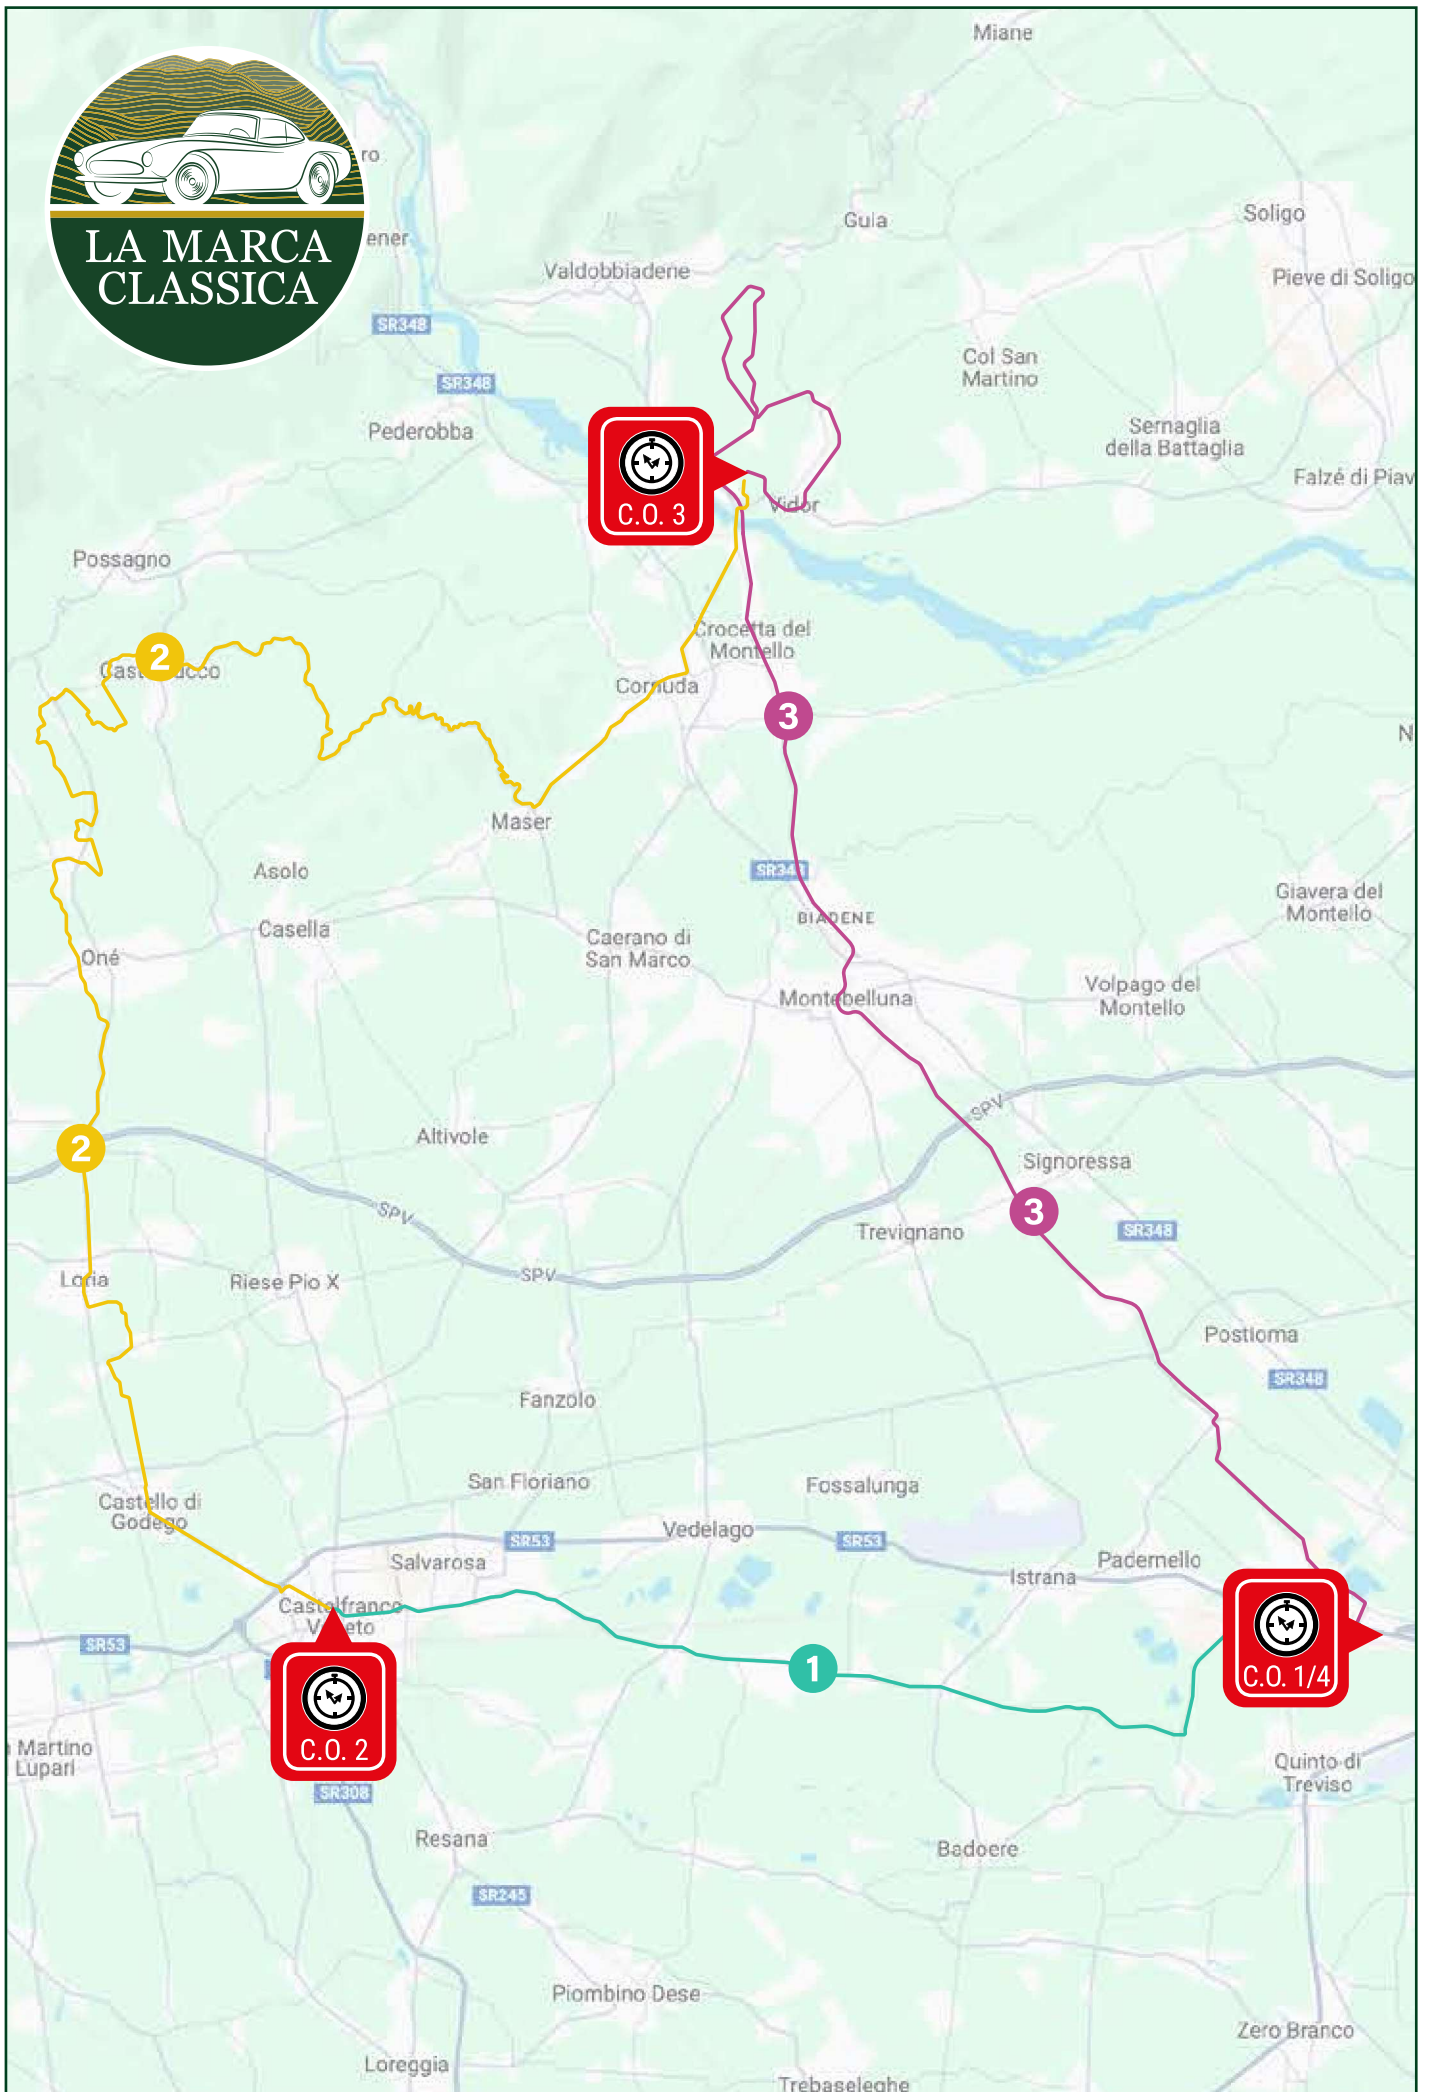 Miane
LA MARCA
CLASSICA
ro
ener
Guia
Soligo
Valdobbiadene
Pieve di Soligo
SR348
SR348
Col San
Martino
Pederobba
Sernaglia
della Battaglia
Falzé di Piav
C.O. 3
Vidor
Possagno
Crocetta del
Montello
2
Cornuda
3
N
Maser
SR348
Asolo
Giavera del
Montello
BIADENE
Casella
Caerano di
San Marco
Oné
Volpago del
Montello
Montebelluna
SPV
Altivole
2
Signoressa
SPV
3
Trevignano
SR348
SPV
Loria
Riese Pio X
Postioma
SR348
Fanzolo
San Floriano
Fossalunga
Castello di
Godego
Vedelago
SR53
SR53
Salvarosa
Padernello
Istrana
Castelfranco
Veneto
SR53
1
C.O. 1/4
C.O. 2
Martino
Lupari
Quinto di
Treviso
SR308
Resana
Badoere
SR245
Piombino Dese
Zero Branco
Loreggia
Trebaseleghe